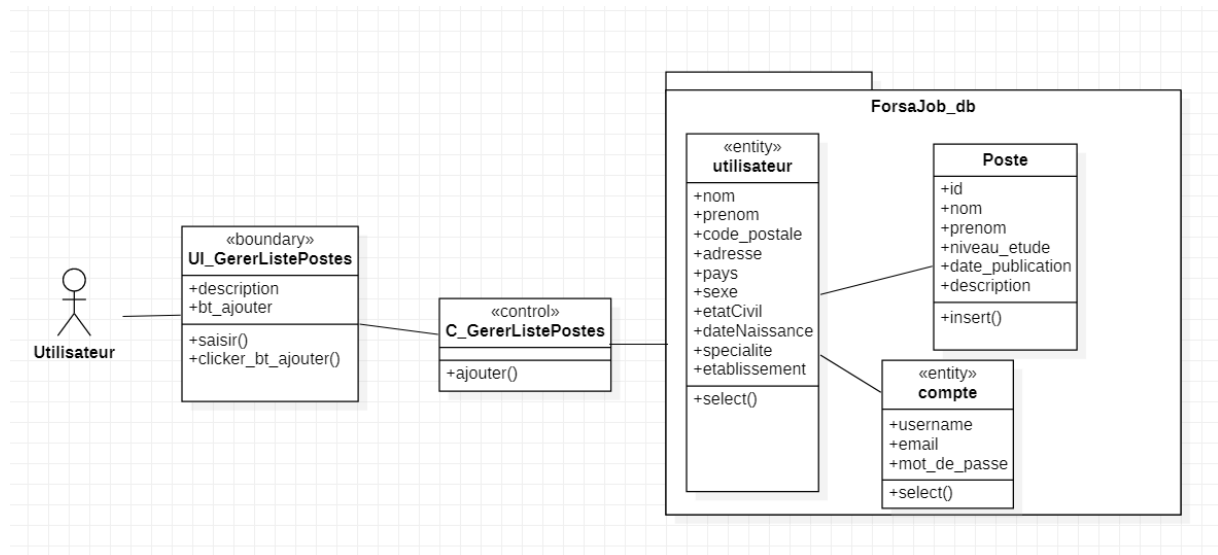 Utilisateur
«boundary»
UI_GererListePostes
+description
+bt_ajouter
+saisir()
+clicker_bt_ajouter()
«control»
C_GererListePostes
+ajouter()
ForsaJob_db
«entity»
utilisateur
+nom
+prenom
+code_postale
+adresse
+pays
+sexe
+etatCivil
+dateNaissance
+specialite
+etablissement
+select()
Poste
+id
+nom
+prenom
+niveau_etude
+date_publication
+description
+insert()
«entity»
compte
+username
+email
+mot_de_passe
+select()